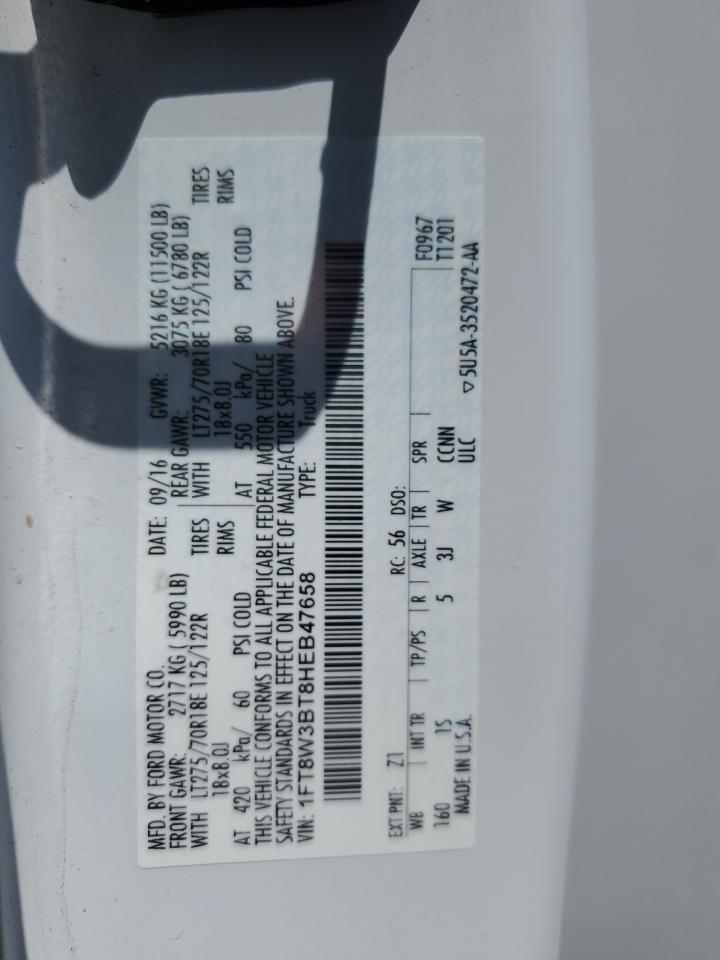 MFD. BY FORD MOTOR CO.
DATE: 09/16 GVWR: 5216 KG (11500 LB)
FRONT GAWR: 2717 KG ( 5990 LB) REAR GAWR: 3075 KG ( 6780 LB)
WITH LT275/70R18E 125/122R TIRES WITH LT275/70R18E 125/122R TIRES
18x8.0J RIMS 18x8.0J RIMS
AT 420 kPa/ 60 PSI COLD AT 550 kPa/ 80 PSI COLD
THIS VEHICLE CONFORMS TO ALL APPLICABLE FEDERAL MOTOR VEHICLE
SAFETY STANDARDS IN EFFECT ON THE DATE OF MANUFACTURE SHOWN ABOVE.
VIN: 1FT8W3BT8HEB47658 TYPE: Truck
EXT PNT: Z1 RC: 56 DSO: F0967
WB INT TR TP/PS R AXLE TR SPR T1201
160 1S 5 3J W CCNN
MADE IN U.S.A. ULC ▽5U5A-3520472-AA